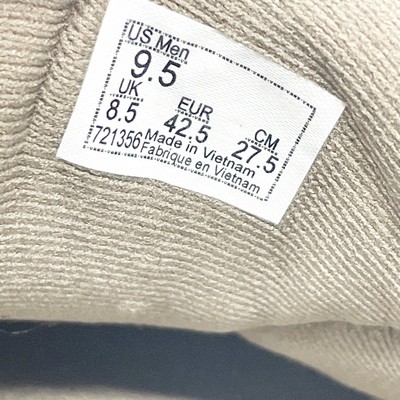 US Men
9.5
UK EUR CM
8.5 42.5 27.5
721356 Made in Vietnam
Fabrique en Vietnam